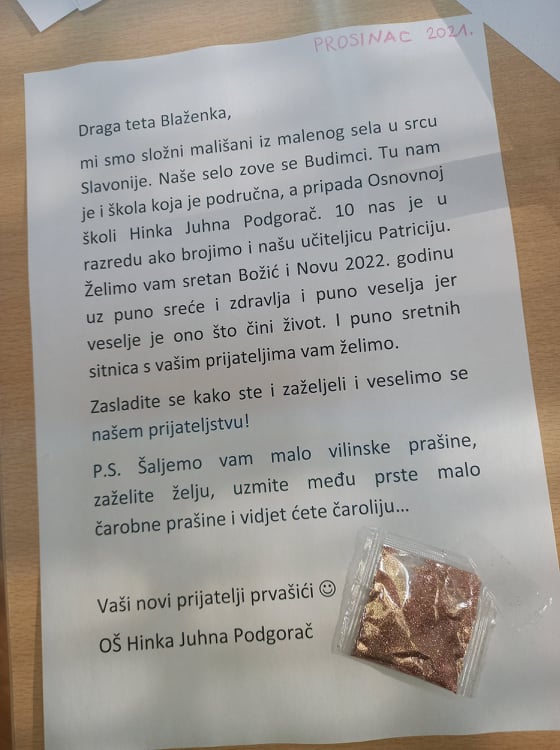 PROSINAC 2021.
Draga teta Blaženka,
mi smo složni mališani iz malenog sela u srcu
Slavonije. Naše selo zove se Budimci. Tu nam
je i škola koja je područna, a pripada Osnovnoj
školi Hinka Juhna Podgorač. 10 nas je u
razredu ako brojimo i našu učiteljicu Patriciju.
Želimo vam sretan Božić i Novu 2022. godinu
uz puno sreće i zdravlja i puno veselja jer
veselje je ono što čini život. I puno sretnih
sitnica s vašim prijateljima vam želimo.
Zasladite se kako ste i zaželjeli i veselimo se
našem prijateljstvu!
P.S. Šaljemo vam malo vilinske prašine,
zaželite želju, uzmite među prste malo
čarobne prašine i vidjet ćete čaroliju...
Vaši novi prijatelji prvašići ☺
OŠ Hinka Juhna Podgorač